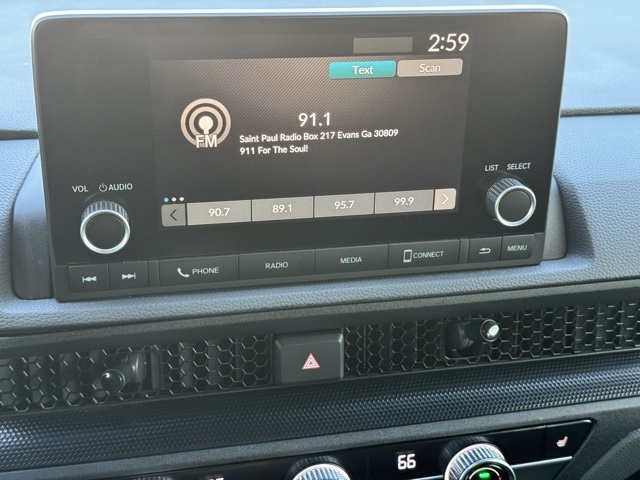 2:59
Text Scan
FM
91.1
Saint Paul Radio Box 217 Evans Ga 30809
911 For The Soul!
VOL AUDIO
LIST SELECT
90.7 89.1 95.7 99.9
PHONE RADIO MEDIA CONNECT MENU
66